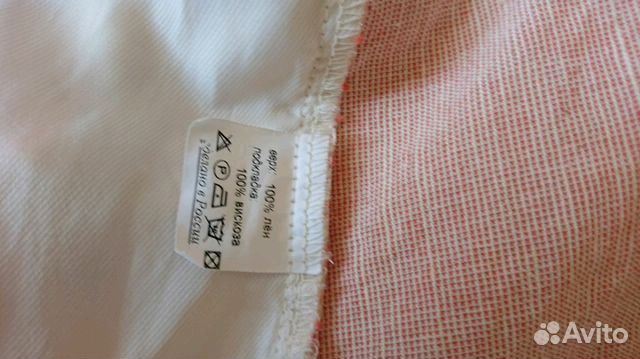 верх: 100% лён
подкладка
100% вискоза
Сделано в России
Avito